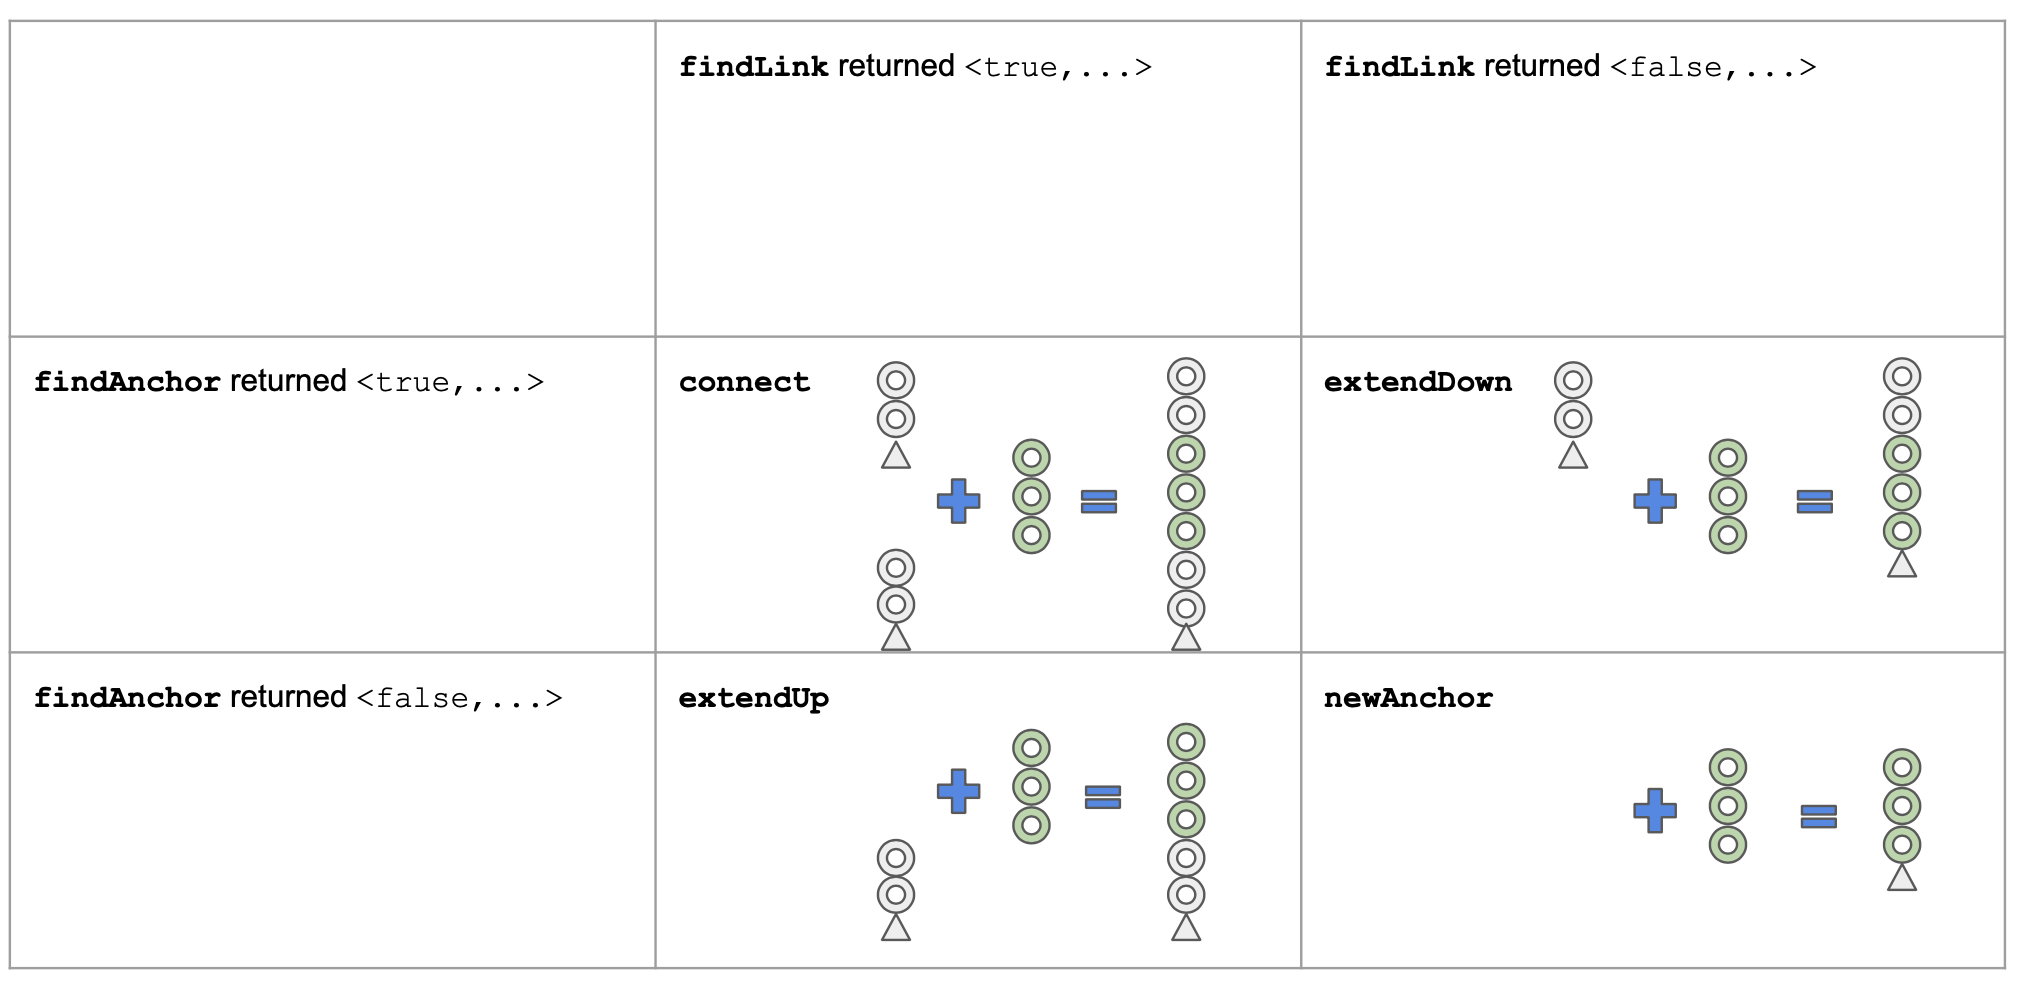 findLink returned <true,...>
findLink returned <false,...>
findAnchor returned <true,...>
connect
extendDown
findAnchor returned <false,...>
extendUp
newAnchor